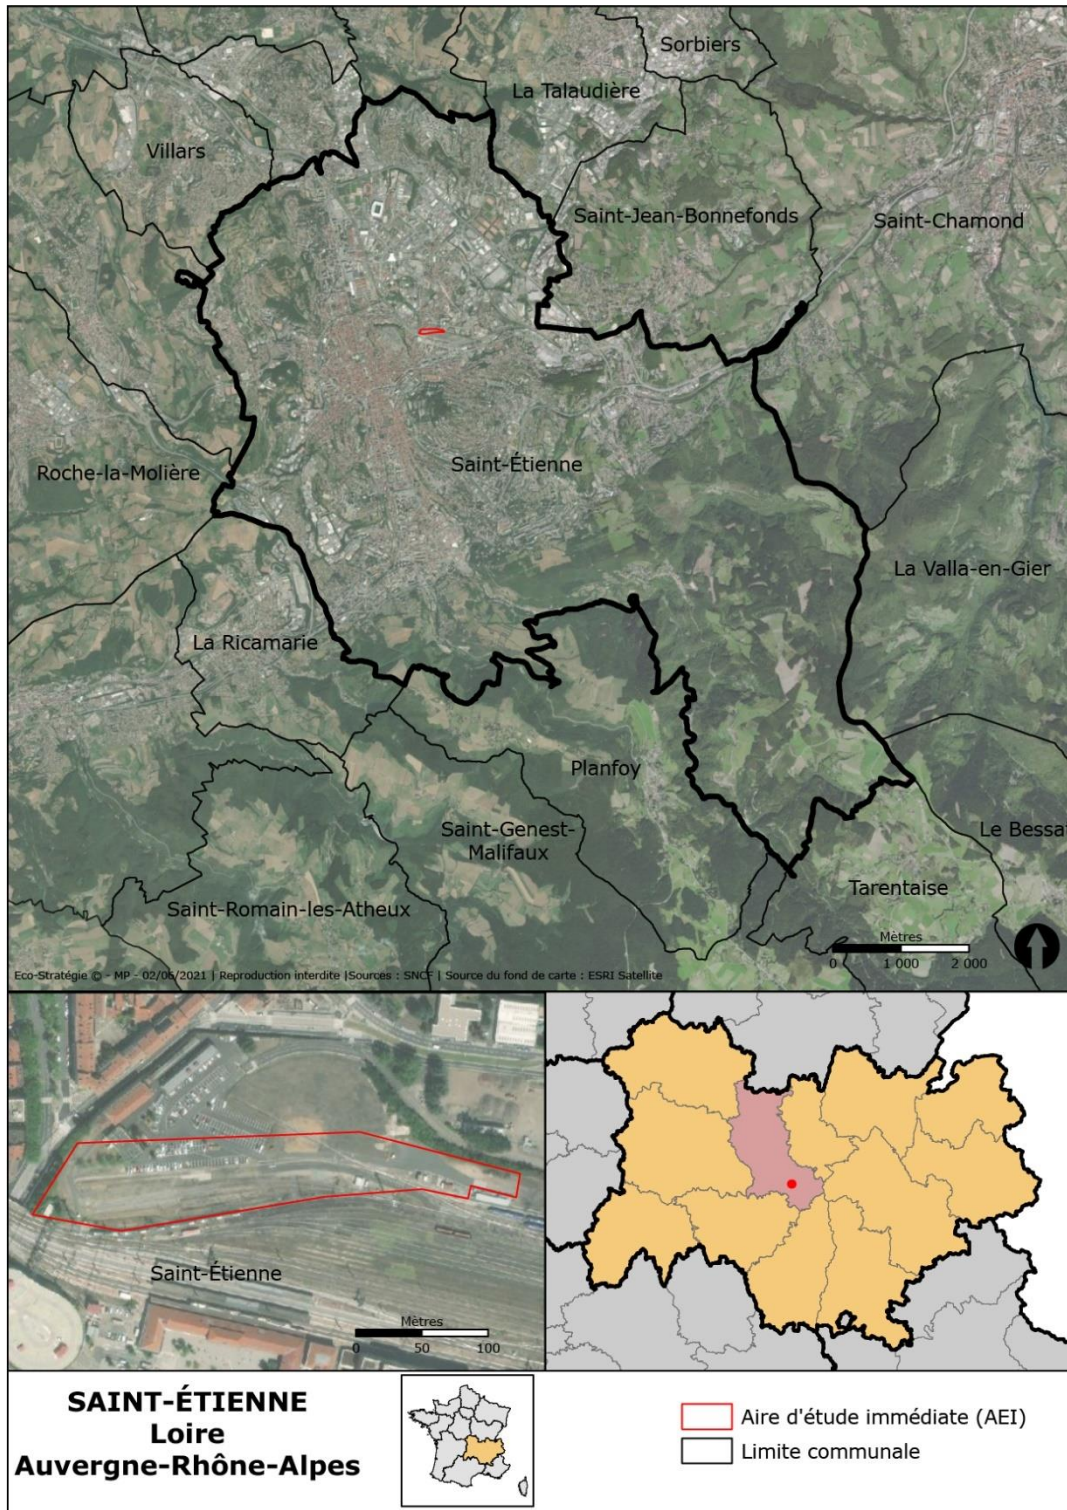 Sorbiers
La Talaudière
Villars
Saint-Jean-Bonnefonds
Saint-Chamond
Saint-Étienne
Roche-la-Molière
La Valla-en-Gier
La Ricamarie
Planfoy
Saint-Genest-
Malifaux
Le Bessat
Tarentaise
Saint-Romain-les-Atheux
Mètres
0 1 000 2 000
Eco-Stratégie © - MP - 02/06/2021 | Reproduction interdite |Sources : SNCF | Source du fond de carte : ESRI Satellite
Saint-Étienne
Mètres
0 50 100
SAINT-ÉTIENNE
Loire
Auvergne-Rhône-Alpes
Aire d'étude immédiate (AEI)
Limite communale